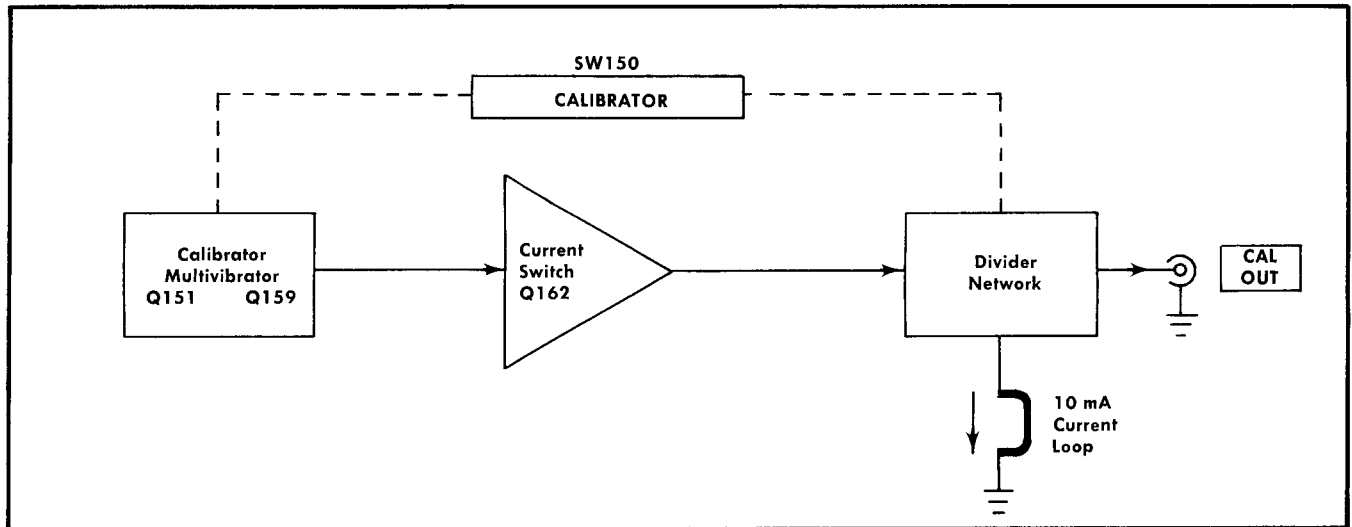 SW150
CALIBRATOR
Calibrator
Multivibrator
Q151 Q159
Current
Switch
Q162
Divider
Network
CAL
OUT
10 mA
Current
Loop